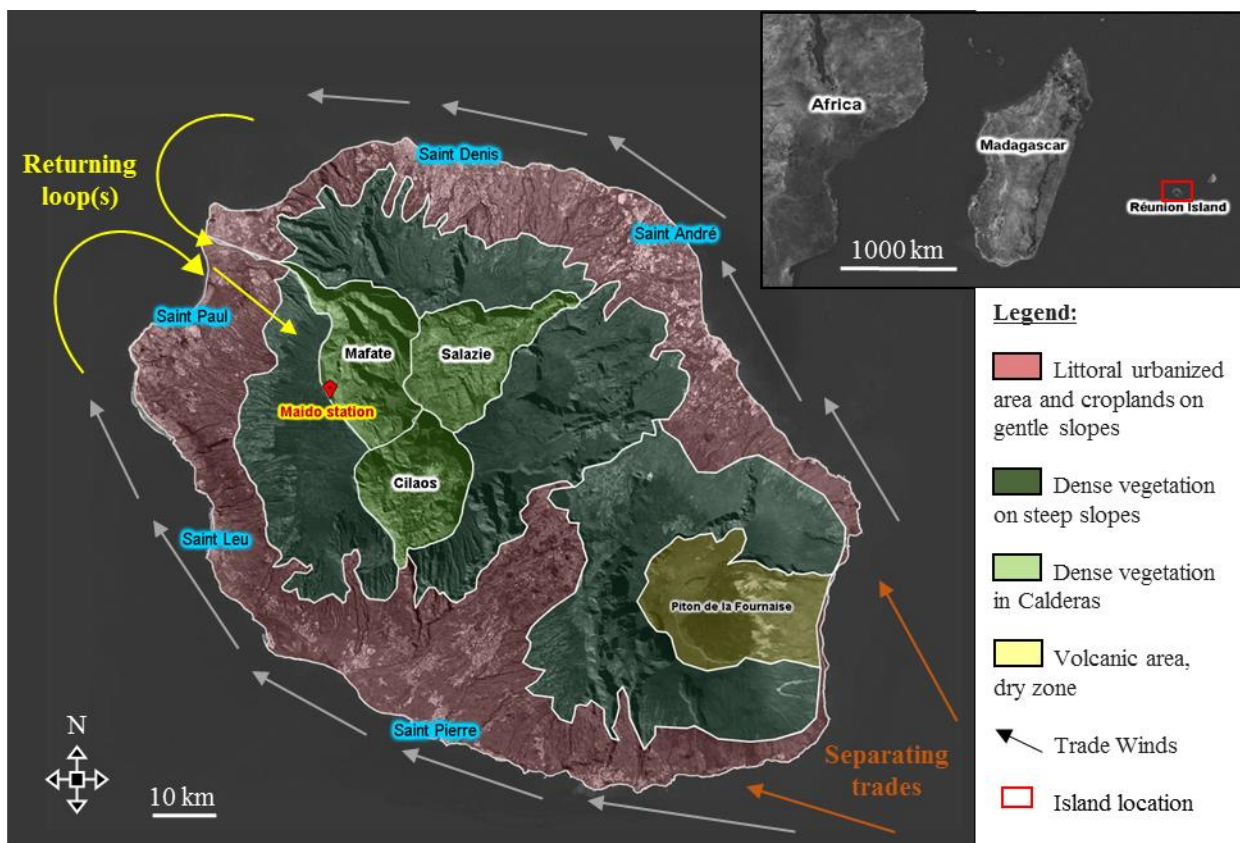 Africa
Madagascar
Réunion Island
1000 km
Returning
loop(s)
Saint Denis
Saint André
Saint Paul
Mafate
Salazie
Maido station
Cilaos
Saint Leu
Piton de la Fournaise
Saint Pierre
Separating
trades
N
10 km
Legend:
Littoral urbanized
area and croplands on
gentle slopes
Dense vegetation
on steep slopes
Dense vegetation
in Calderas
Volcanic area,
dry zone
Trade Winds
Island location